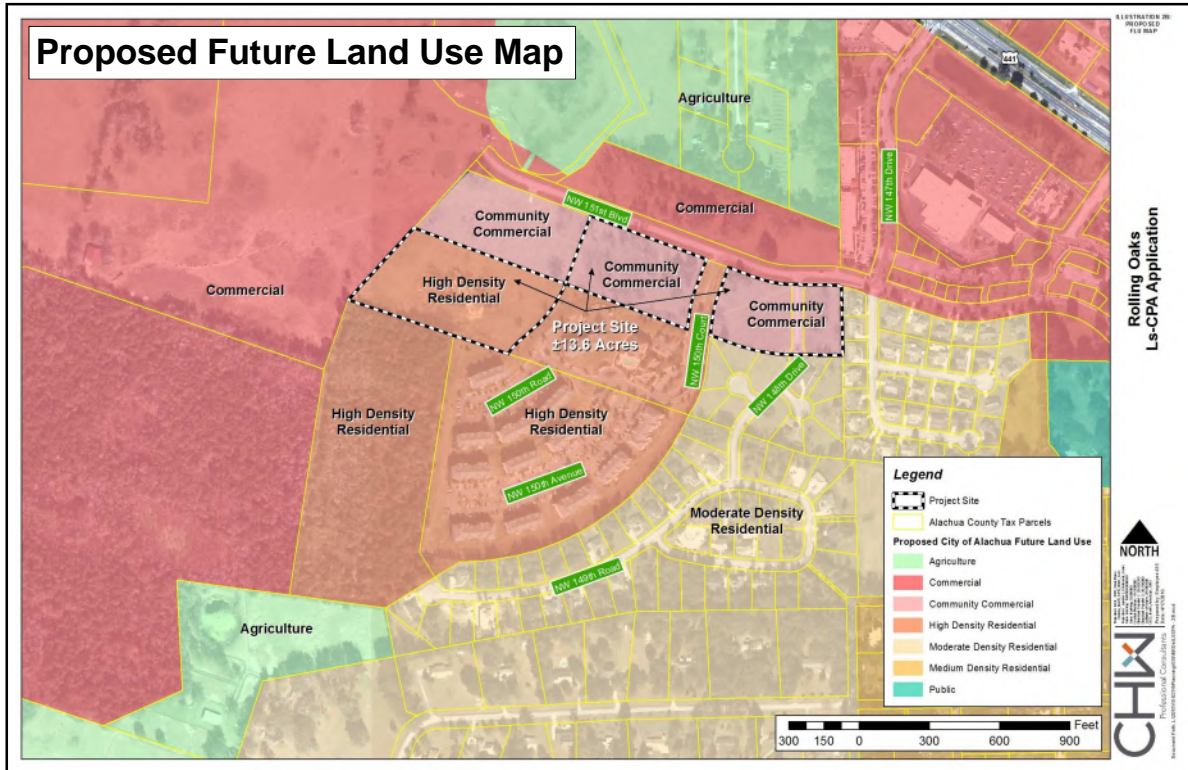 Proposed Future Land Use Map
ILLUSTRATION 2B:
PROPOSED
FLU MAP
441
Agriculture
NW 147th Drive
NW 151st Blvd
Commercial
Community
Commercial
Community
Commercial
High Density
Residential
Community
Commercial
Commercial
Project Site
±13.6 Acres
NW 150th Court
NW 148th Drive
NW 150th Road
High Density
Residential
High Density
Residential
NW 150th Avenue
Moderate Density
Residential
NW 149th Road
Agriculture
Rolling Oaks
Ls-CPA Application
Legend
Project Site
Alachua County Tax Parcels
Proposed City of Alachua Future Land Use
Agriculture
Commercial
Community Commercial
High Density Residential
Moderate Density Residential
Medium Density Residential
Public
NORTH
CHW
Professional Consultants
Feet
300 150 0 300 600 900